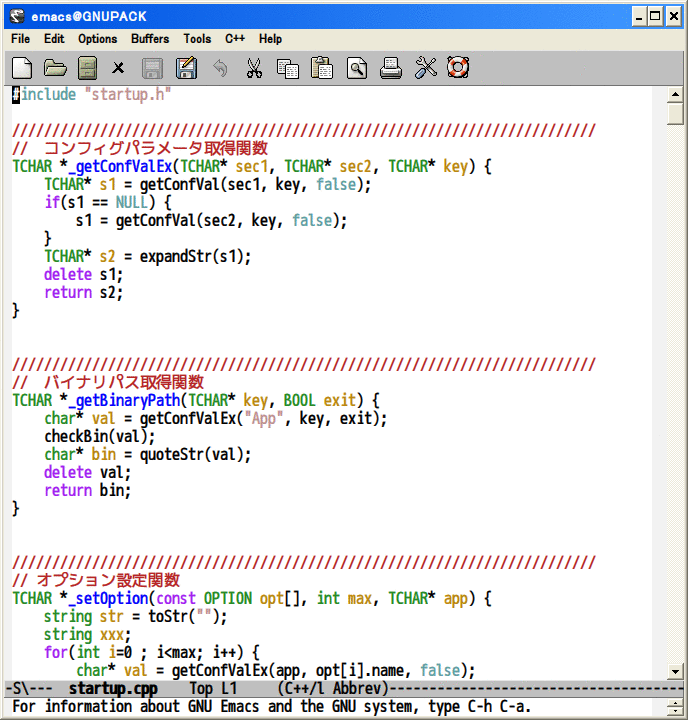 emacs@GNUPACK
File Edit Options Buffers Tools C++ Help
#include "startup.h"
/////////////////////////////////////////////////////////////////////////
//  コンフィグパラメータ取得関数
TCHAR *_getConfValEx(TCHAR* sec1, TCHAR* sec2, TCHAR* key) {
    TCHAR* s1 = getConfVal(sec1, key, false);
    if(s1 == NULL) {
        s1 = getConfVal(sec2, key, false);
    }
    TCHAR* s2 = expandStr(s1);
    delete s1;
    return s2;
}
/////////////////////////////////////////////////////////////////////////
//  バイナリパス取得関数
TCHAR *_getBinaryPath(TCHAR* key, BOOL exit) {
    char* val = getConfValEx("App", key, exit);
    checkBin(val);
    char* bin = quoteStr(val);
    delete val;
    return bin;
}
/////////////////////////////////////////////////////////////////////////
// オプション設定関数
TCHAR *_setOption(const OPTION opt[], int max, TCHAR* app) {
    string str = toStr("");
    string xxx;
    for(int i=0 ; i<max; i++) {
        char* val = getConfValEx(app, opt[i].name, false);
-S\---  startup.cpp    Top L1     (C++/l Abbrev)-------------------------------------
For information about GNU Emacs and the GNU system, type C-h C-a.